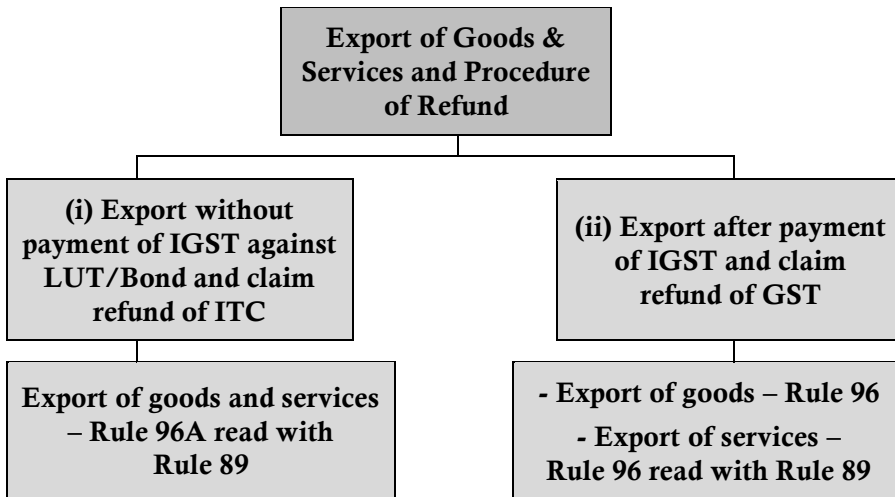 Export of Goods &
Services and Procedure
of Refund
(i) Export without
payment of IGST against
LUT/Bond and claim
refund of ITC
(ii) Export after payment
of IGST and claim
refund of GST
Export of goods and services
– Rule 96A read with
Rule 89
- Export of goods – Rule 96
- Export of services –
Rule 96 read with Rule 89